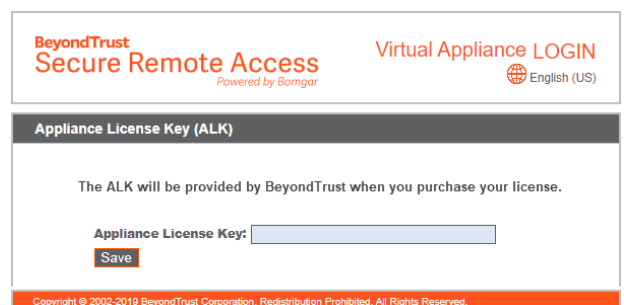 BeyondTrust
Secure Remote Access
Powered by Bomgar
Virtual Appliance LOGIN
English (US)
Appliance License Key (ALK)
The ALK will be provided by BeyondTrust when you purchase your license.
Appliance License Key:
Save
Copyright © 2002-2019 BeyondTrust Corporation. Redistribution Prohibited. All Rights Reserved.